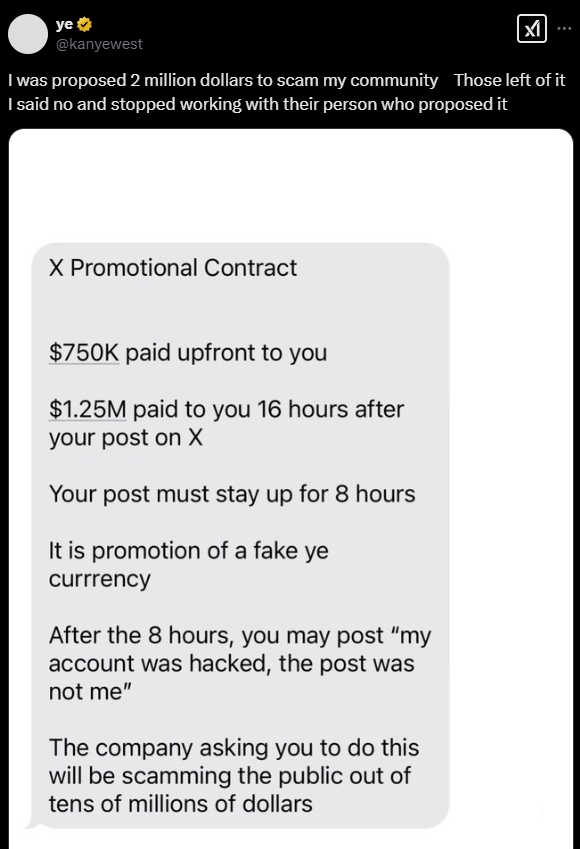 ye
@kanyewest
I was proposed 2 million dollars to scam my community Those left of it
I said no and stopped working with their person who proposed it
X Promotional Contract
$750K paid upfront to you
$1.25M paid to you 16 hours after
your post on X
Your post must stay up for 8 hours
It is promotion of a fake ye
currrency
After the 8 hours, you may post “my
account was hacked, the post was
not me”
The company asking you to do this
will be scamming the public out of
tens of millions of dollars